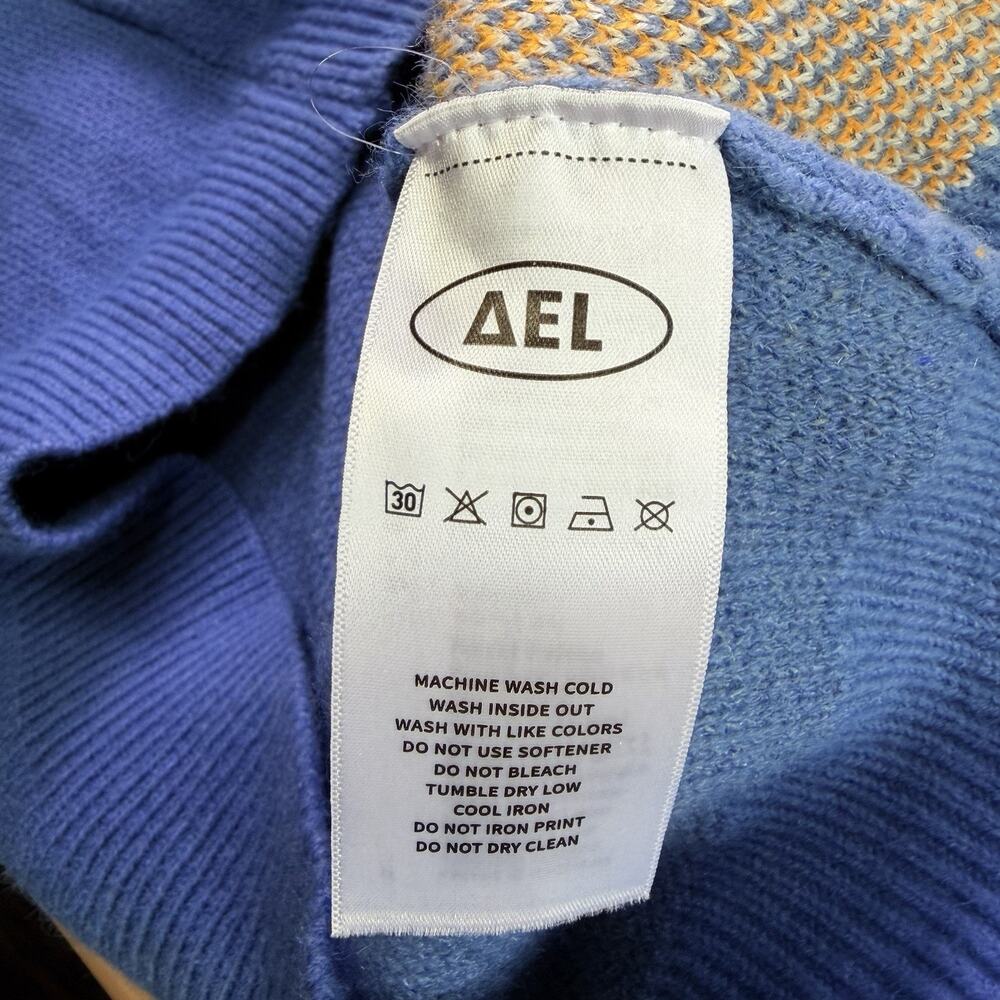 ΔEL
30
MACHINE WASH COLD
WASH INSIDE OUT
WASH WITH LIKE COLORS
DO NOT USE SOFTENER
DO NOT BLEACH
TUMBLE DRY LOW
COOL IRON
DO NOT IRON PRINT
DO NOT DRY CLEAN